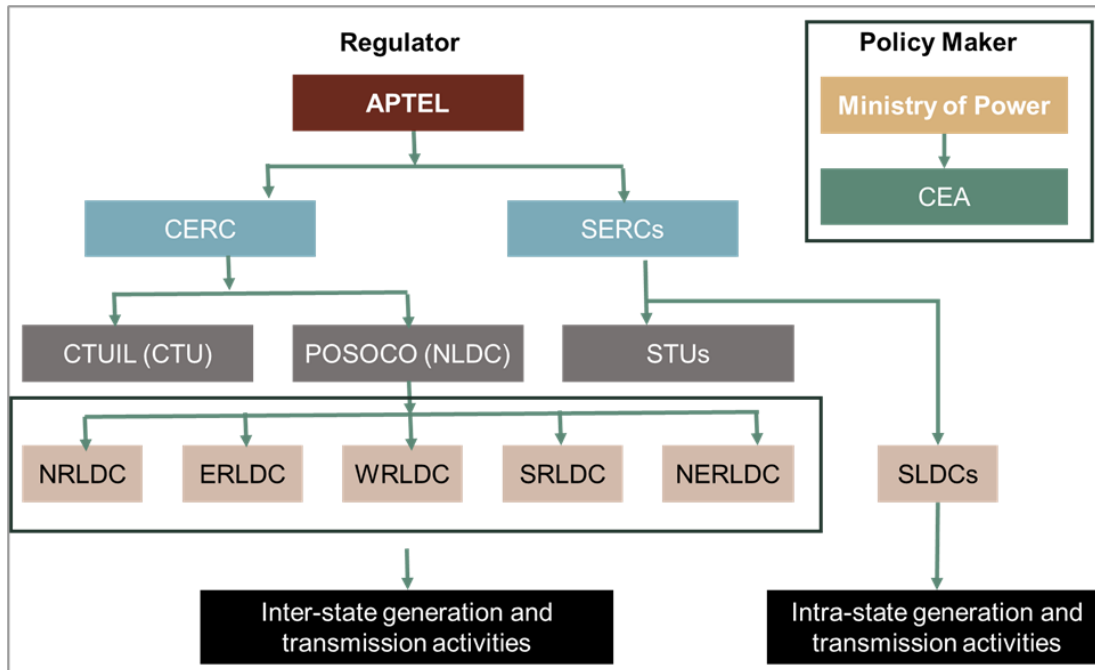 Regulator
Policy Maker
APTEL
Ministry of Power
CEA
CERC
SERCs
CTUIL (CTU)
POSOCO (NLDC)
STUs
NRLDC
ERLDC
WRLDC
SRLDC
NERLDC
SLDCs
Inter-state generation and
transmission activities
Intra-state generation and
transmission activities